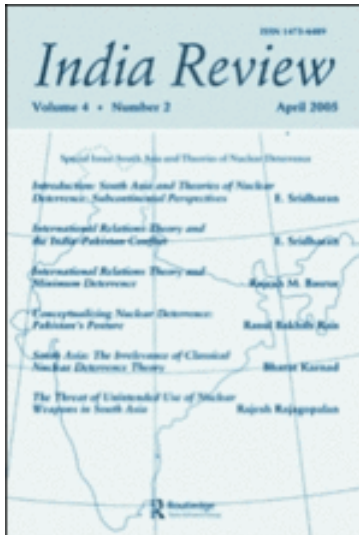 ISSN 1473-6489
India Review
Volume 4 • Number 2 April 2005
Special Issue: South Asia and Theories of Nuclear Deterrence
Introduction: South Asia and Theories of Nuclear
Deterrence: Subcontinental Perspectives E. Sridharan
International Relations Theory and
the India-Pakistan Conflict E. Sridharan
International Relations Theory and
Minimum Deterrence Rajesh M. Basrur
Conceptualizing Nuclear Deterrence:
Pakistan's Posture Rain
South Asia: The Irrelevance of Classical
Nuclear Deterrence Theory Bharat Karnad
The Threat of Unintended Use of Nuclear
Weapons in South Asia Rajesh Rajagopalan
Routledge